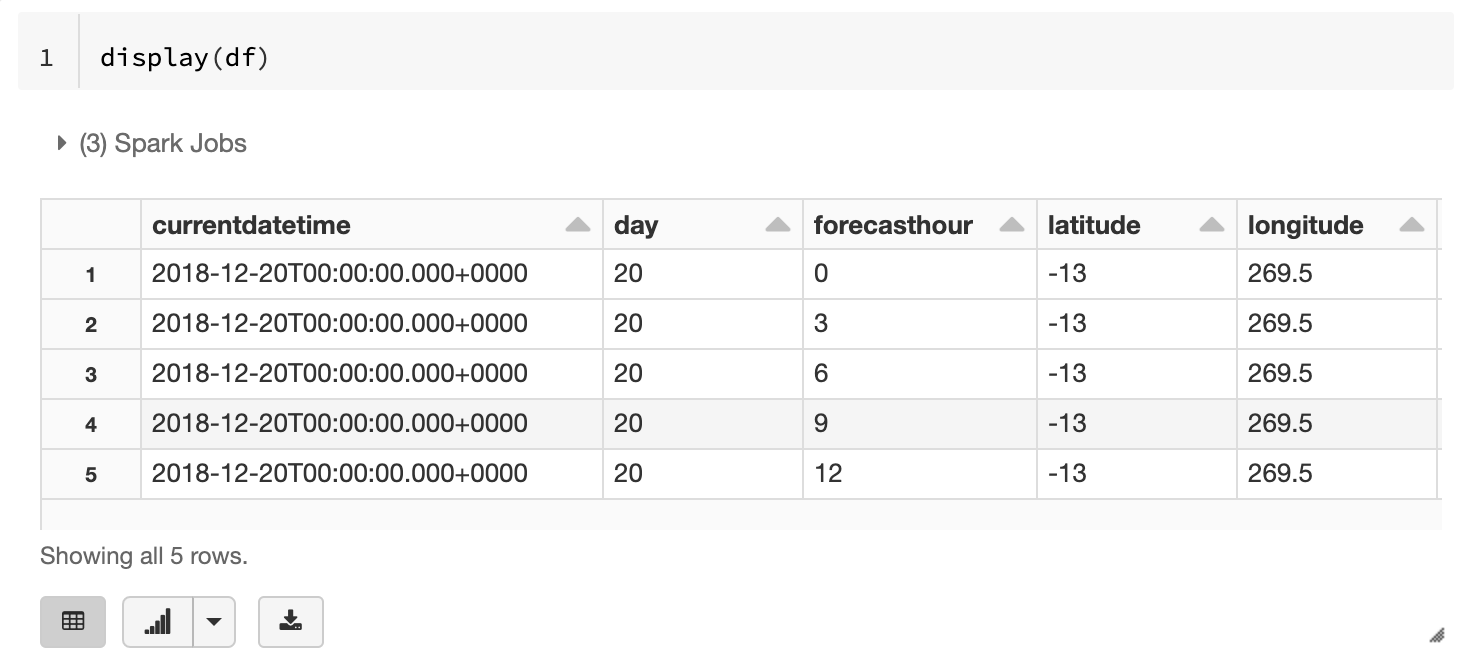 1 display(df)
(3) Spark Jobs
currentdatetime day forecasthour latitude longitude
1 2018-12-20T00:00:00.000+0000 20 0 -13 269.5
2 2018-12-20T00:00:00.000+0000 20 3 -13 269.5
3 2018-12-20T00:00:00.000+0000 20 6 -13 269.5
4 2018-12-20T00:00:00.000+0000 20 9 -13 269.5
5 2018-12-20T00:00:00.000+0000 20 12 -13 269.5
Showing all 5 rows.